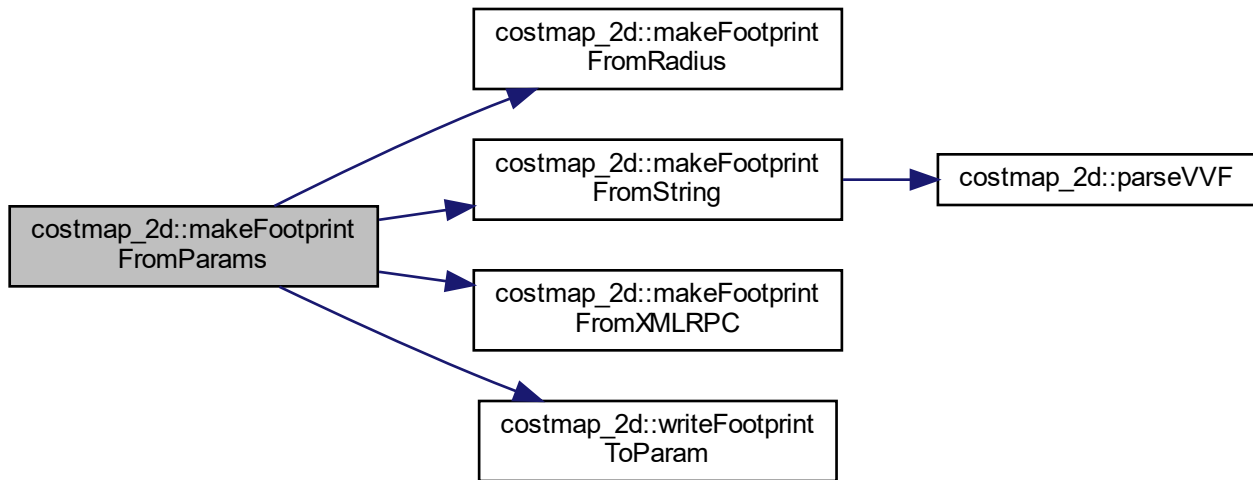 costmap_2d::makeFootprint
FromParams
costmap_2d::makeFootprint
FromRadius
costmap_2d::makeFootprint
FromString
costmap_2d::parseVVF
costmap_2d::makeFootprint
FromXMLRPC
costmap_2d::writeFootprint
ToParam